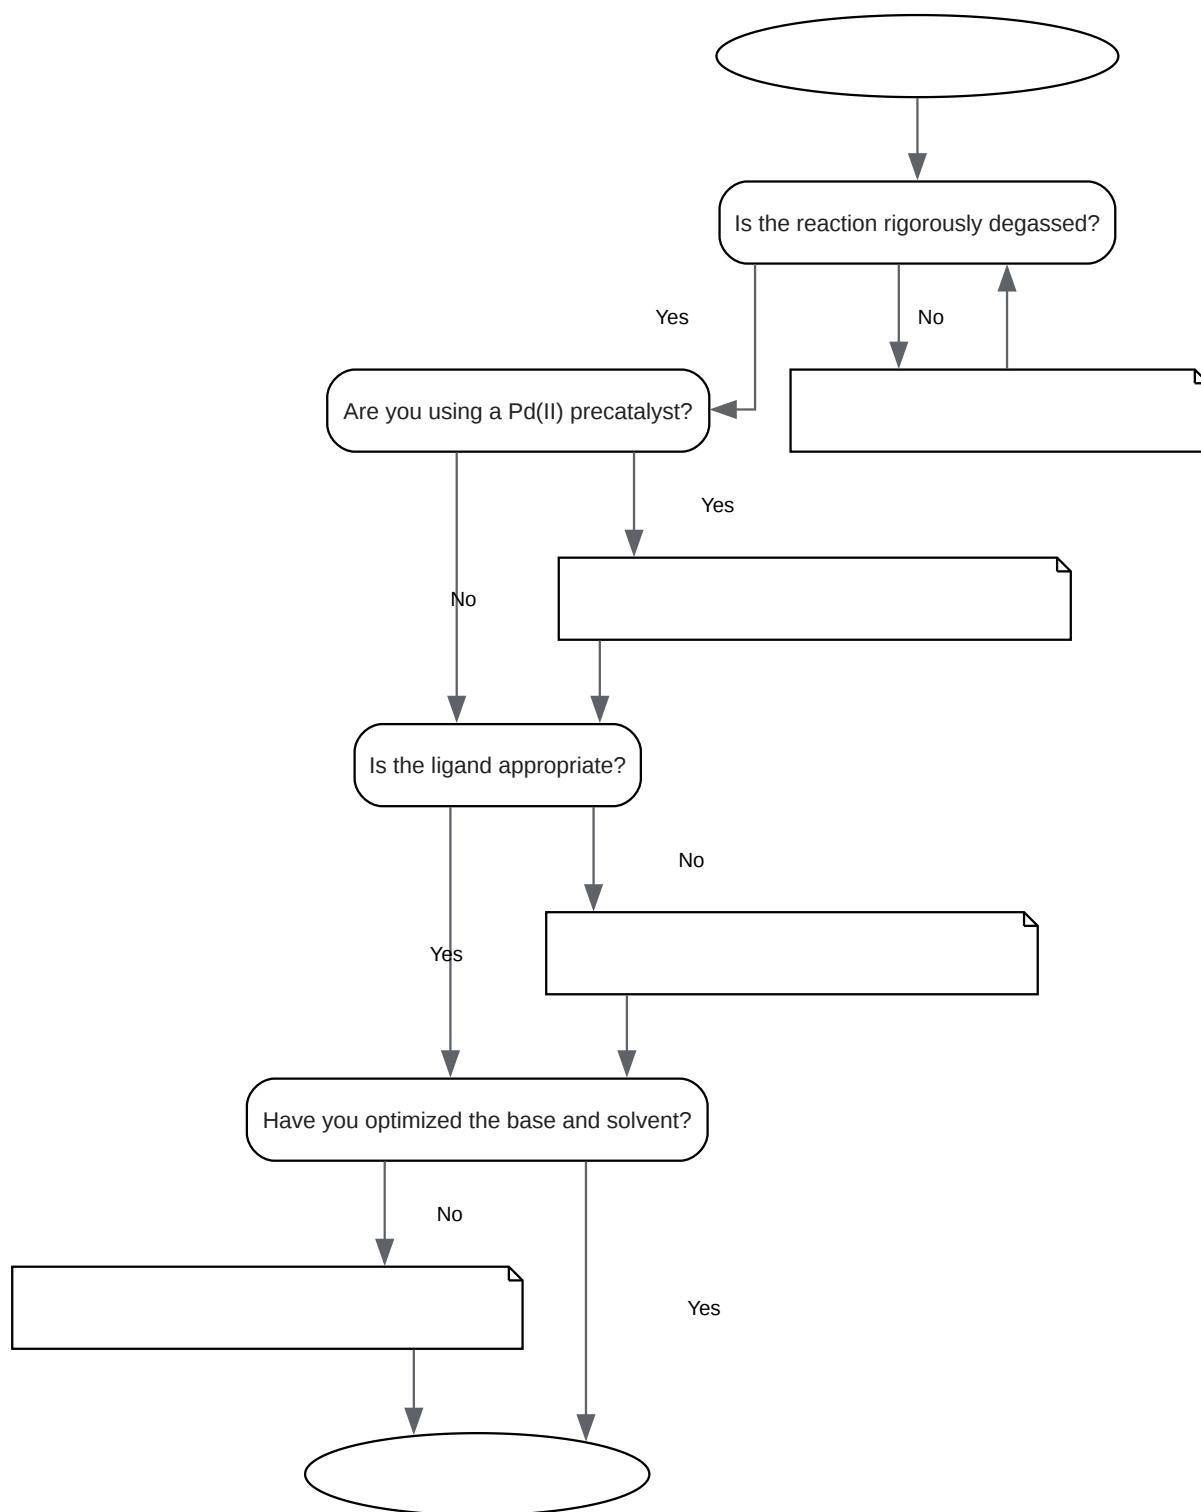 Is the reaction rigorously degassed?
Yes
No
Are you using a Pd(II) precatalyst?
Yes
No
Is the ligand appropriate?
No
Yes
Have you optimized the base and solvent?
No
Yes